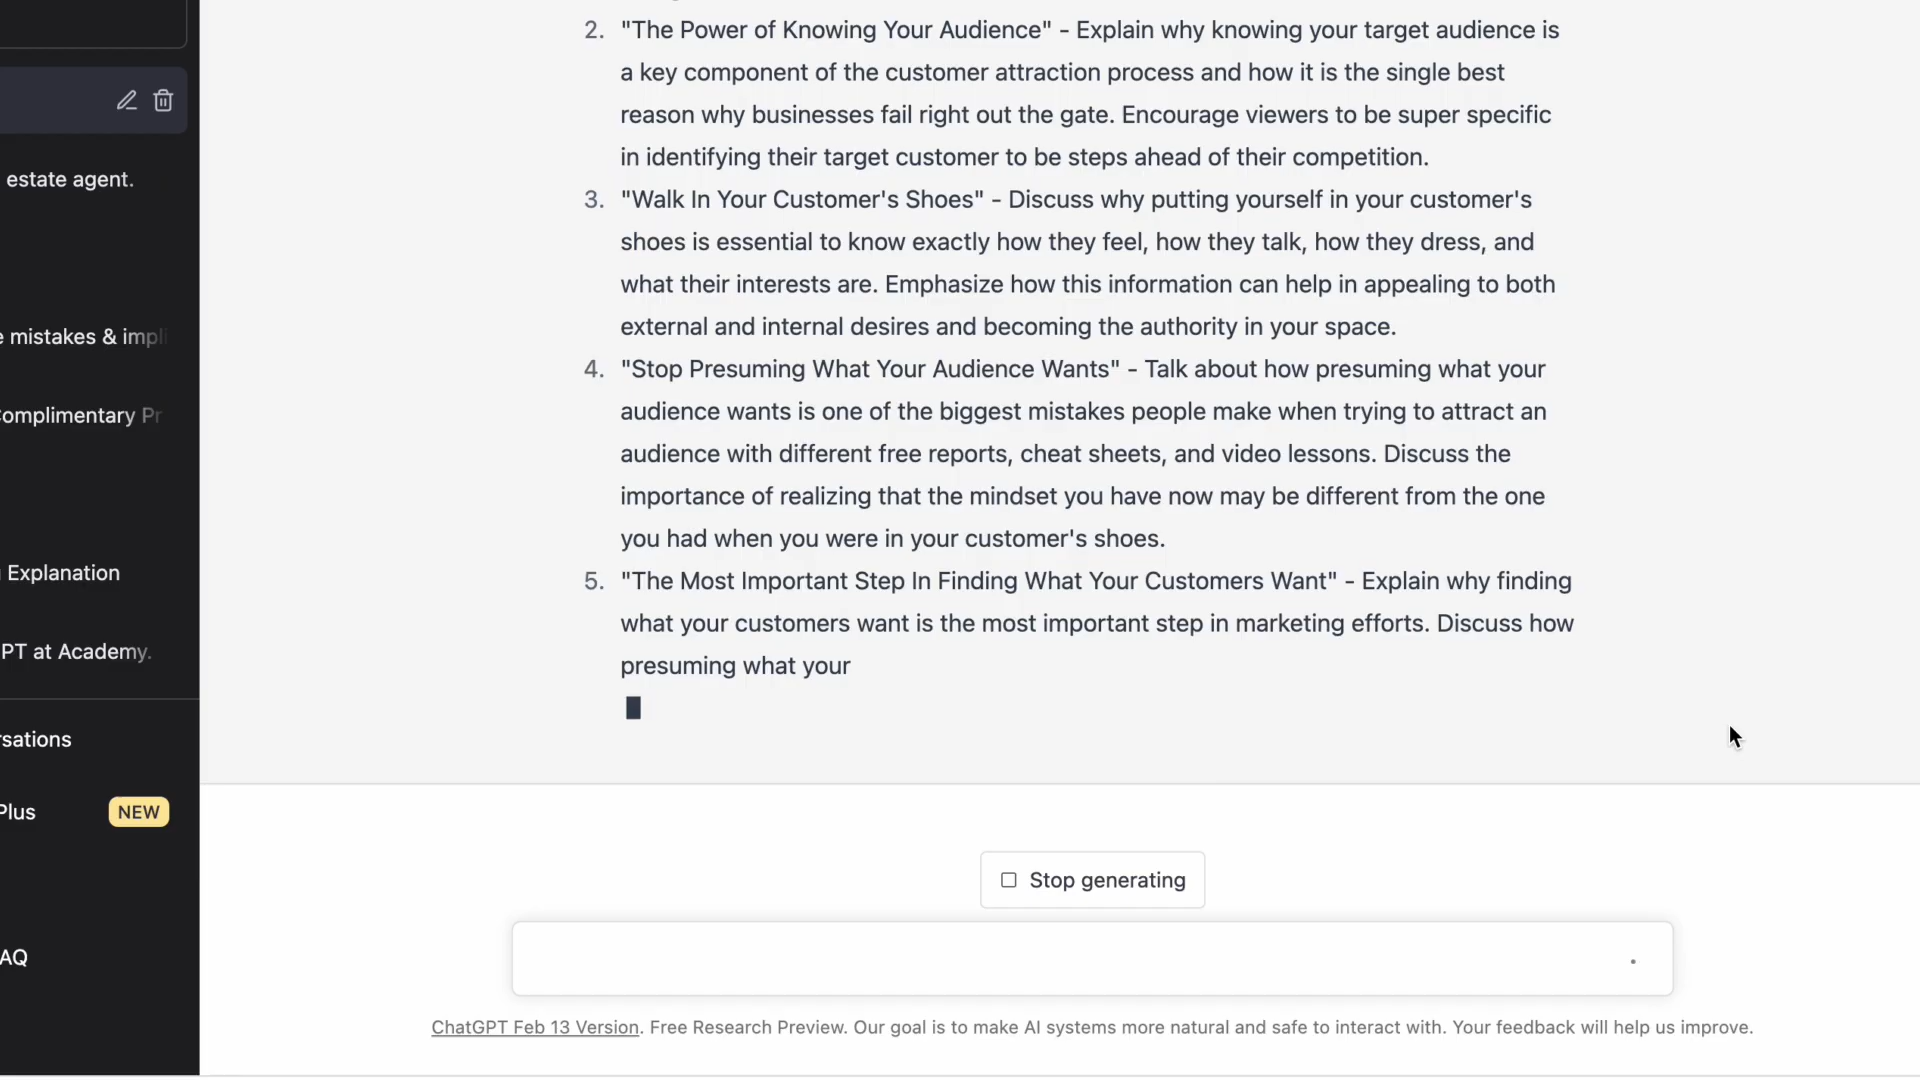 2. "The Power of Knowing Your Audience" - Explain why knowing your target audience is
a key component of the customer attraction process and how it is the single best
reason why businesses fail right out the gate. Encourage viewers to be super specific
in identifying their target customer to be steps ahead of their competition.
3. "Walk In Your Customer's Shoes" - Discuss why putting yourself in your customer's
shoes is essential to know exactly how they feel, how they talk, how they dress, and
what their interests are. Emphasize how this information can help in appealing to both
external and internal desires and becoming the authority in your space.
4. "Stop Presuming What Your Audience Wants" - Talk about how presuming what your
audience wants is one of the biggest mistakes people make when trying to attract an
audience with different free reports, cheat sheets, and video lessons. Discuss the
importance of realizing that the mindset you have now may be different from the one
you had when you were in your customer's shoes.
5. "The Most Important Step In Finding What Your Customers Want" - Explain why finding
what your customers want is the most important step in marketing efforts. Discuss how
presuming what your
estate agent.
mistakes & impli
Complimentary Pr
Explanation
PT at Academy.
rsations
Plus NEW
AQ
Stop generating
ChatGPT Feb 13 Version. Free Research Preview. Our goal is to make AI systems more natural and safe to interact with. Your feedback will help us improve.